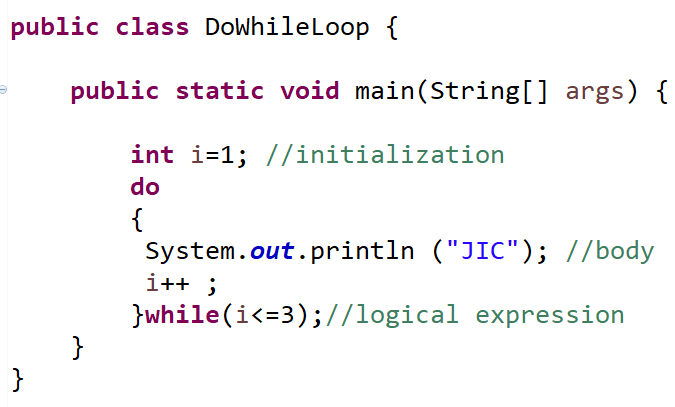 public class DoWhileLoop {
public static void main(String[] args) {
int i=1; //initialization
do
{
System.out.println ("JIC"); //body
i++ ;
}while(i<=3);//logical expression
}
}